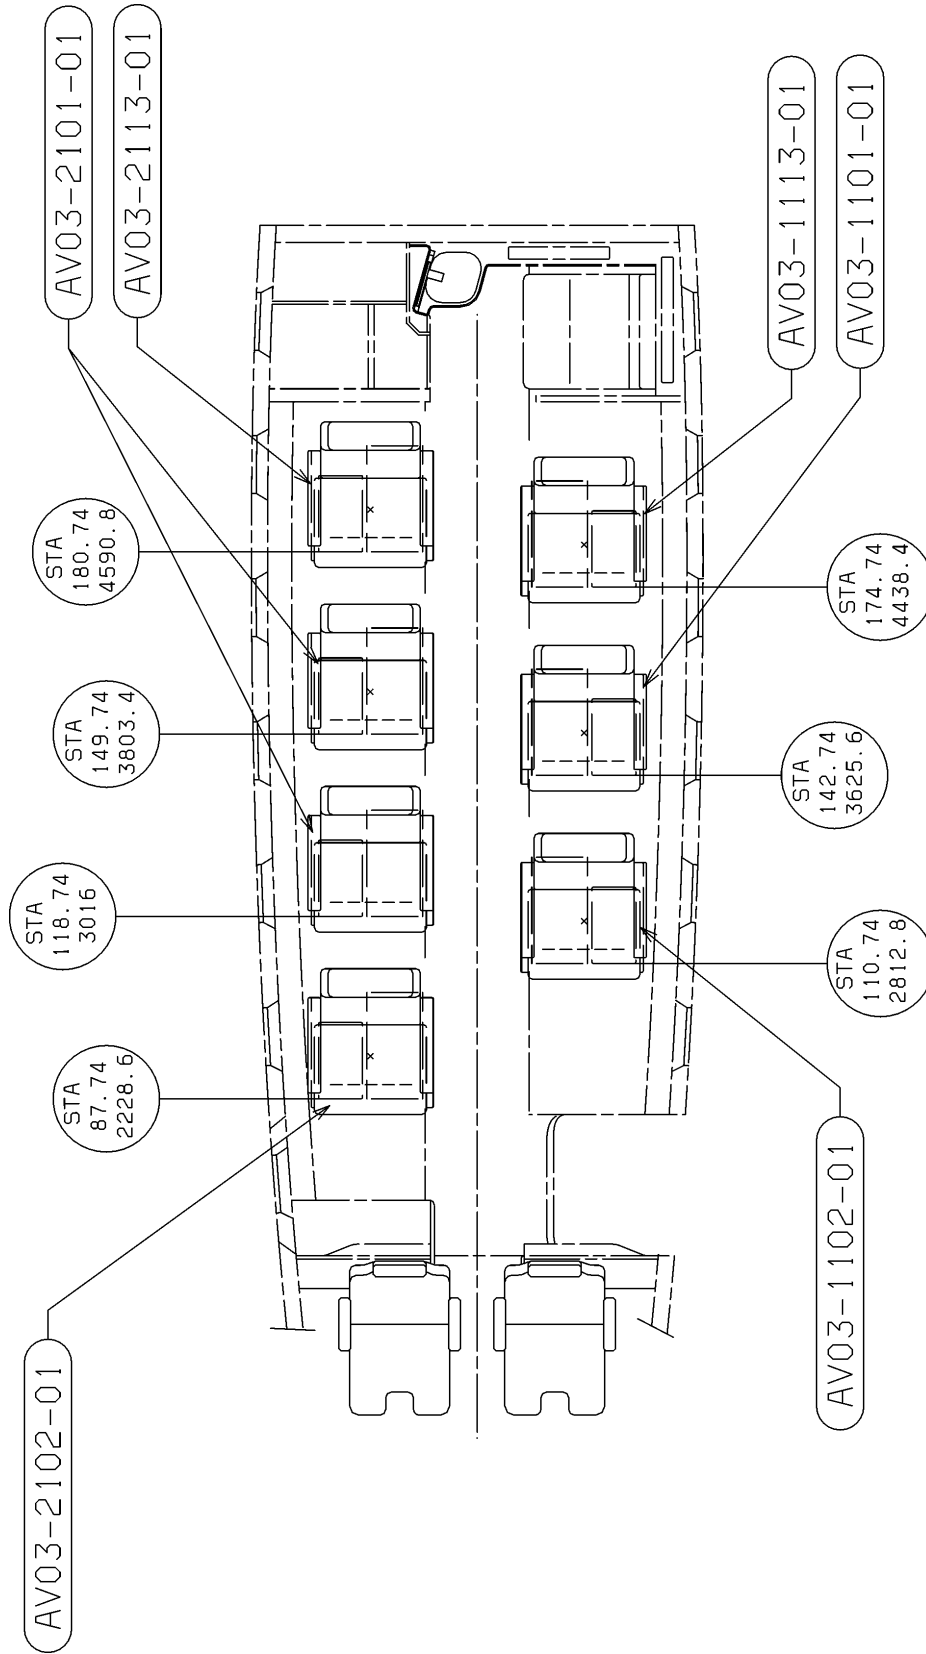 AV03-2101-01
AV03-2113-01
AV03-1113-01
AV03-1101-01
STA
180.74
4590.8
STA
149.74
3803.4
STA
118.74
3016
STA
87.74
2228.6
STA
174.74
4438.4
STA
142.74
3625.6
STA
110.74
2812.8
AV03-2102-01
AV03-1102-01